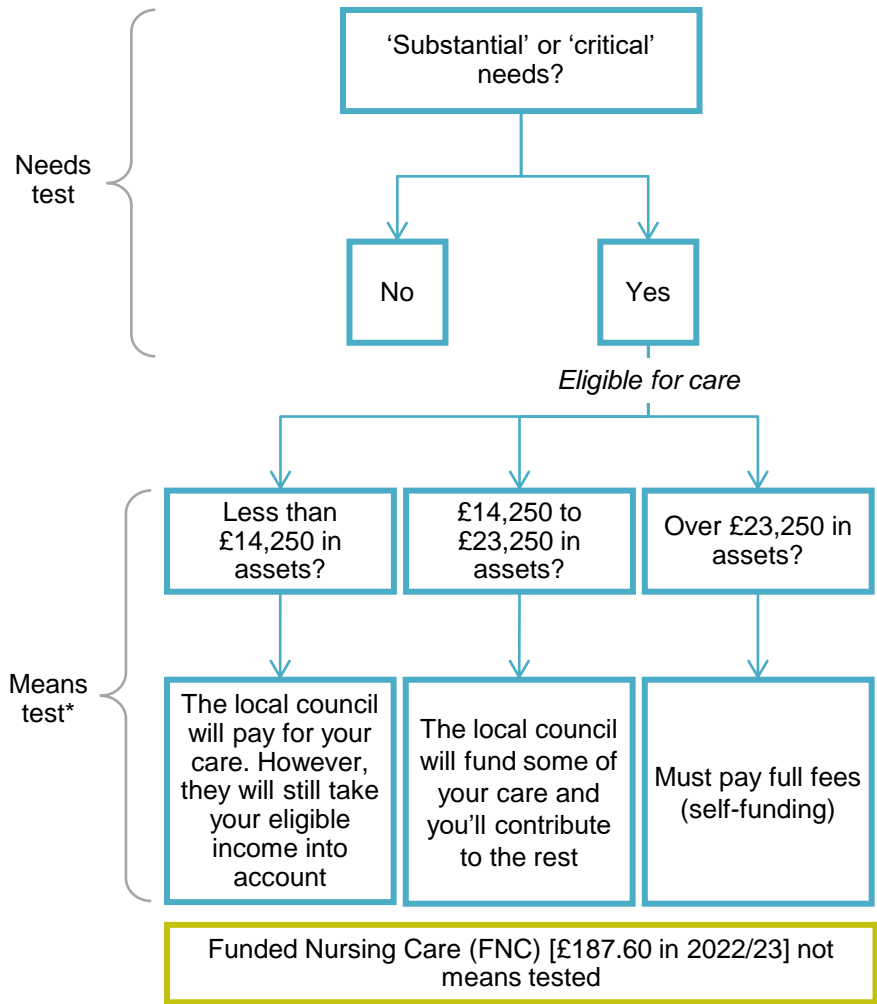 ‘Substantial’ or ‘critical’
needs?
Needs
test
No
Yes
Eligible for care
Less than
£14,250 in
assets?
£14,250 to
£23,250 in
assets?
Over £23,250 in
assets?
Means
test*
The local council
will pay for your
care. However,
they will still take
your eligible
income into
account
The local council
will fund some of
your care and
you’ll contribute
to the rest
Must pay full fees
(self-funding)
Funded Nursing Care (FNC) [£187.60 in 2022/23] not
means tested